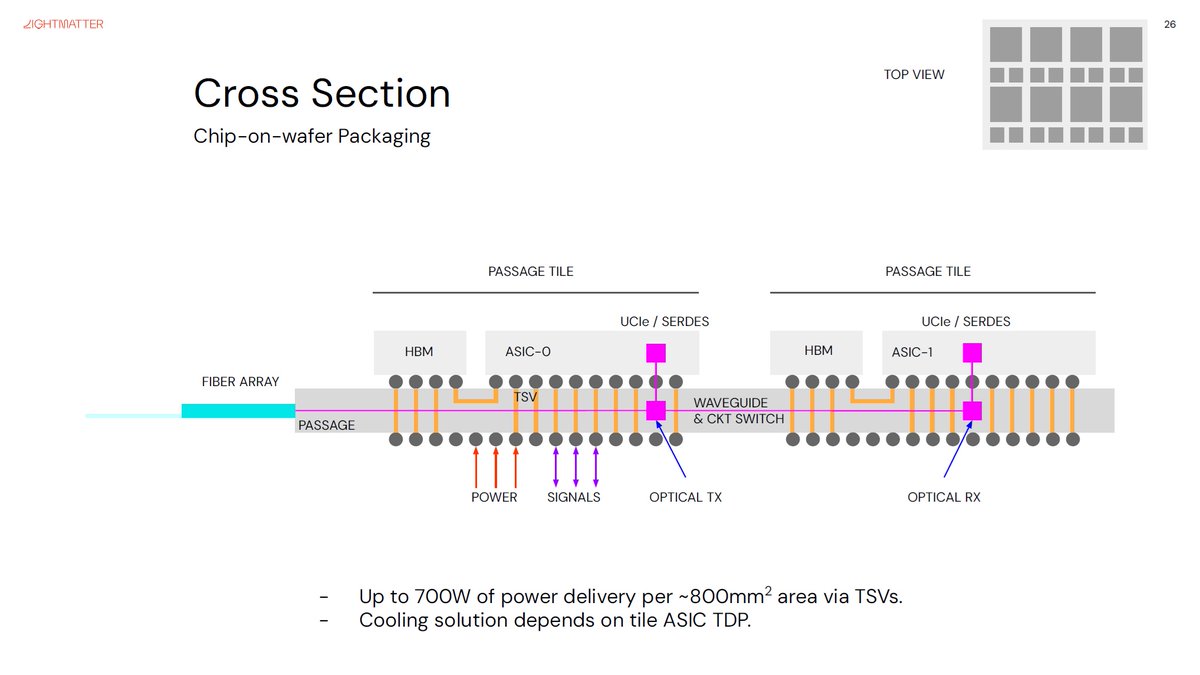 LIGHTMATTER
26
TOP VIEW
Cross Section
Chip-on-wafer Packaging
PASSAGE TILE
PASSAGE TILE
UCIe / SERDES
UCIe / SERDES
HBM
ASIC-0
HBM
ASIC-1
FIBER ARRAY
TSV
WAVEGUIDE
& CKT SWITCH
PASSAGE
POWER
SIGNALS
OPTICAL TX
OPTICAL RX
- Up to 700W of power delivery per ~800mm² area via TSVs.
- Cooling solution depends on tile ASIC TDP.